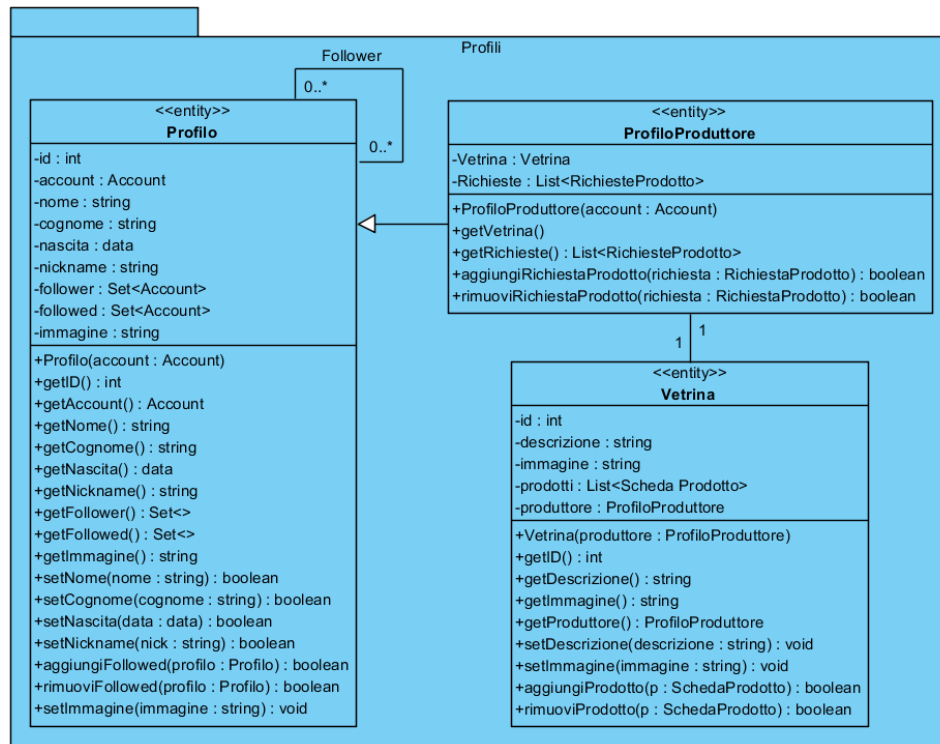 Profili
Follower
0..*
0..*
<<entity>>
Profilo
-id : int
-account : Account
-nome : string
-cognome : string
-nascita : data
-nickname : string
-follower : Set<Account>
-followed : Set<Account>
-immagine : string
+Profilo(account : Account)
+getID() : int
+getAccount() : Account
+getNome() : string
+getCognome() : string
+getNascita() : data
+getNickname() : string
+getFollower() : Set<>
+getFollowed() : Set<>
+getImmagine() : string
+setNome(nome : string) : boolean
+setCognome(cognome : string) : boolean
+setNascita(data : data) : boolean
+setNickname(nick : string) : boolean
+aggiungiFollowed(profilo : Profilo) : boolean
+rimuoviFollowed(profilo : Profilo) : boolean
+setImmagine(immagine : string) : void
<<entity>>
ProfiloProduttore
-Vetrina : Vetrina
-Richieste : List<RichiesteProdotto>
+ProfiloProduttore(account : Account)
+getVetrina()
+getRichieste() : List<RichiesteProdotto>
+aggiungiRichiestaProdotto(richiesta : RichiestaProdotto) : boolean
+rimuoviRichiestaProdotto(richiesta : RichiestaProdotto) : boolean
1
1
<<entity>>
Vetrina
-id : int
-descrizione : string
-immagine : string
-prodotti : List<Scheda Prodotto>
-produttore : ProfiloProduttore
+Vetrina(produttore : ProfiloProduttore)
+getID() : int
+getDescrizione() : string
+getImmagine() : string
+getProduttore() : ProfiloProduttore
+setDescrizione(descrizione : string) : void
+setImmagine(immagine : string) : void
+aggiungiProdotto(p : SchedaProdotto) : boolean
+rimuoviProdotto(p : SchedaProdotto) : boolean